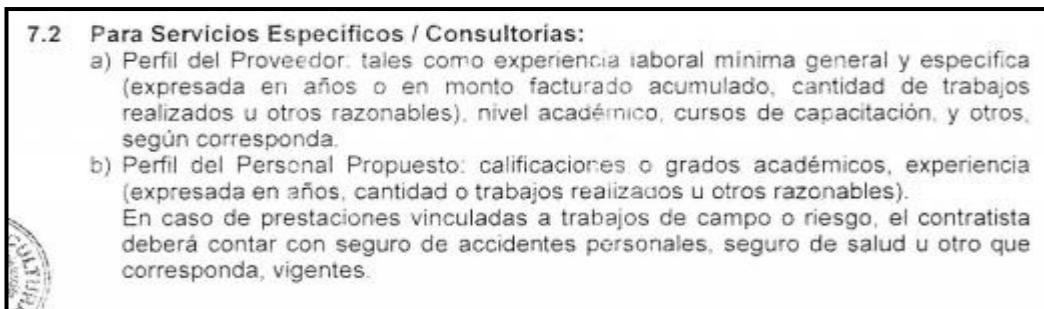 7.2 Para Servicios Específicos / Consultorías:
a) Perfil del Proveedor: tales como experiencia laboral mínima general y específica
(expresada en años o en monto facturado acumulado, cantidad de trabajos
realizados u otros razonables), nivel académico, cursos de capacitación, y otros,
según corresponda.
b) Perfil del Personal Propuesto: calificaciones o grados académicos, experiencia
(expresada en años, cantidad o trabajos realizados u otros razonables).
En caso de prestaciones vinculadas a trabajos de campo o riesgo, el contratista
deberá contar con seguro de accidentes personales, seguro de salud u otro que
corresponda, vigentes.